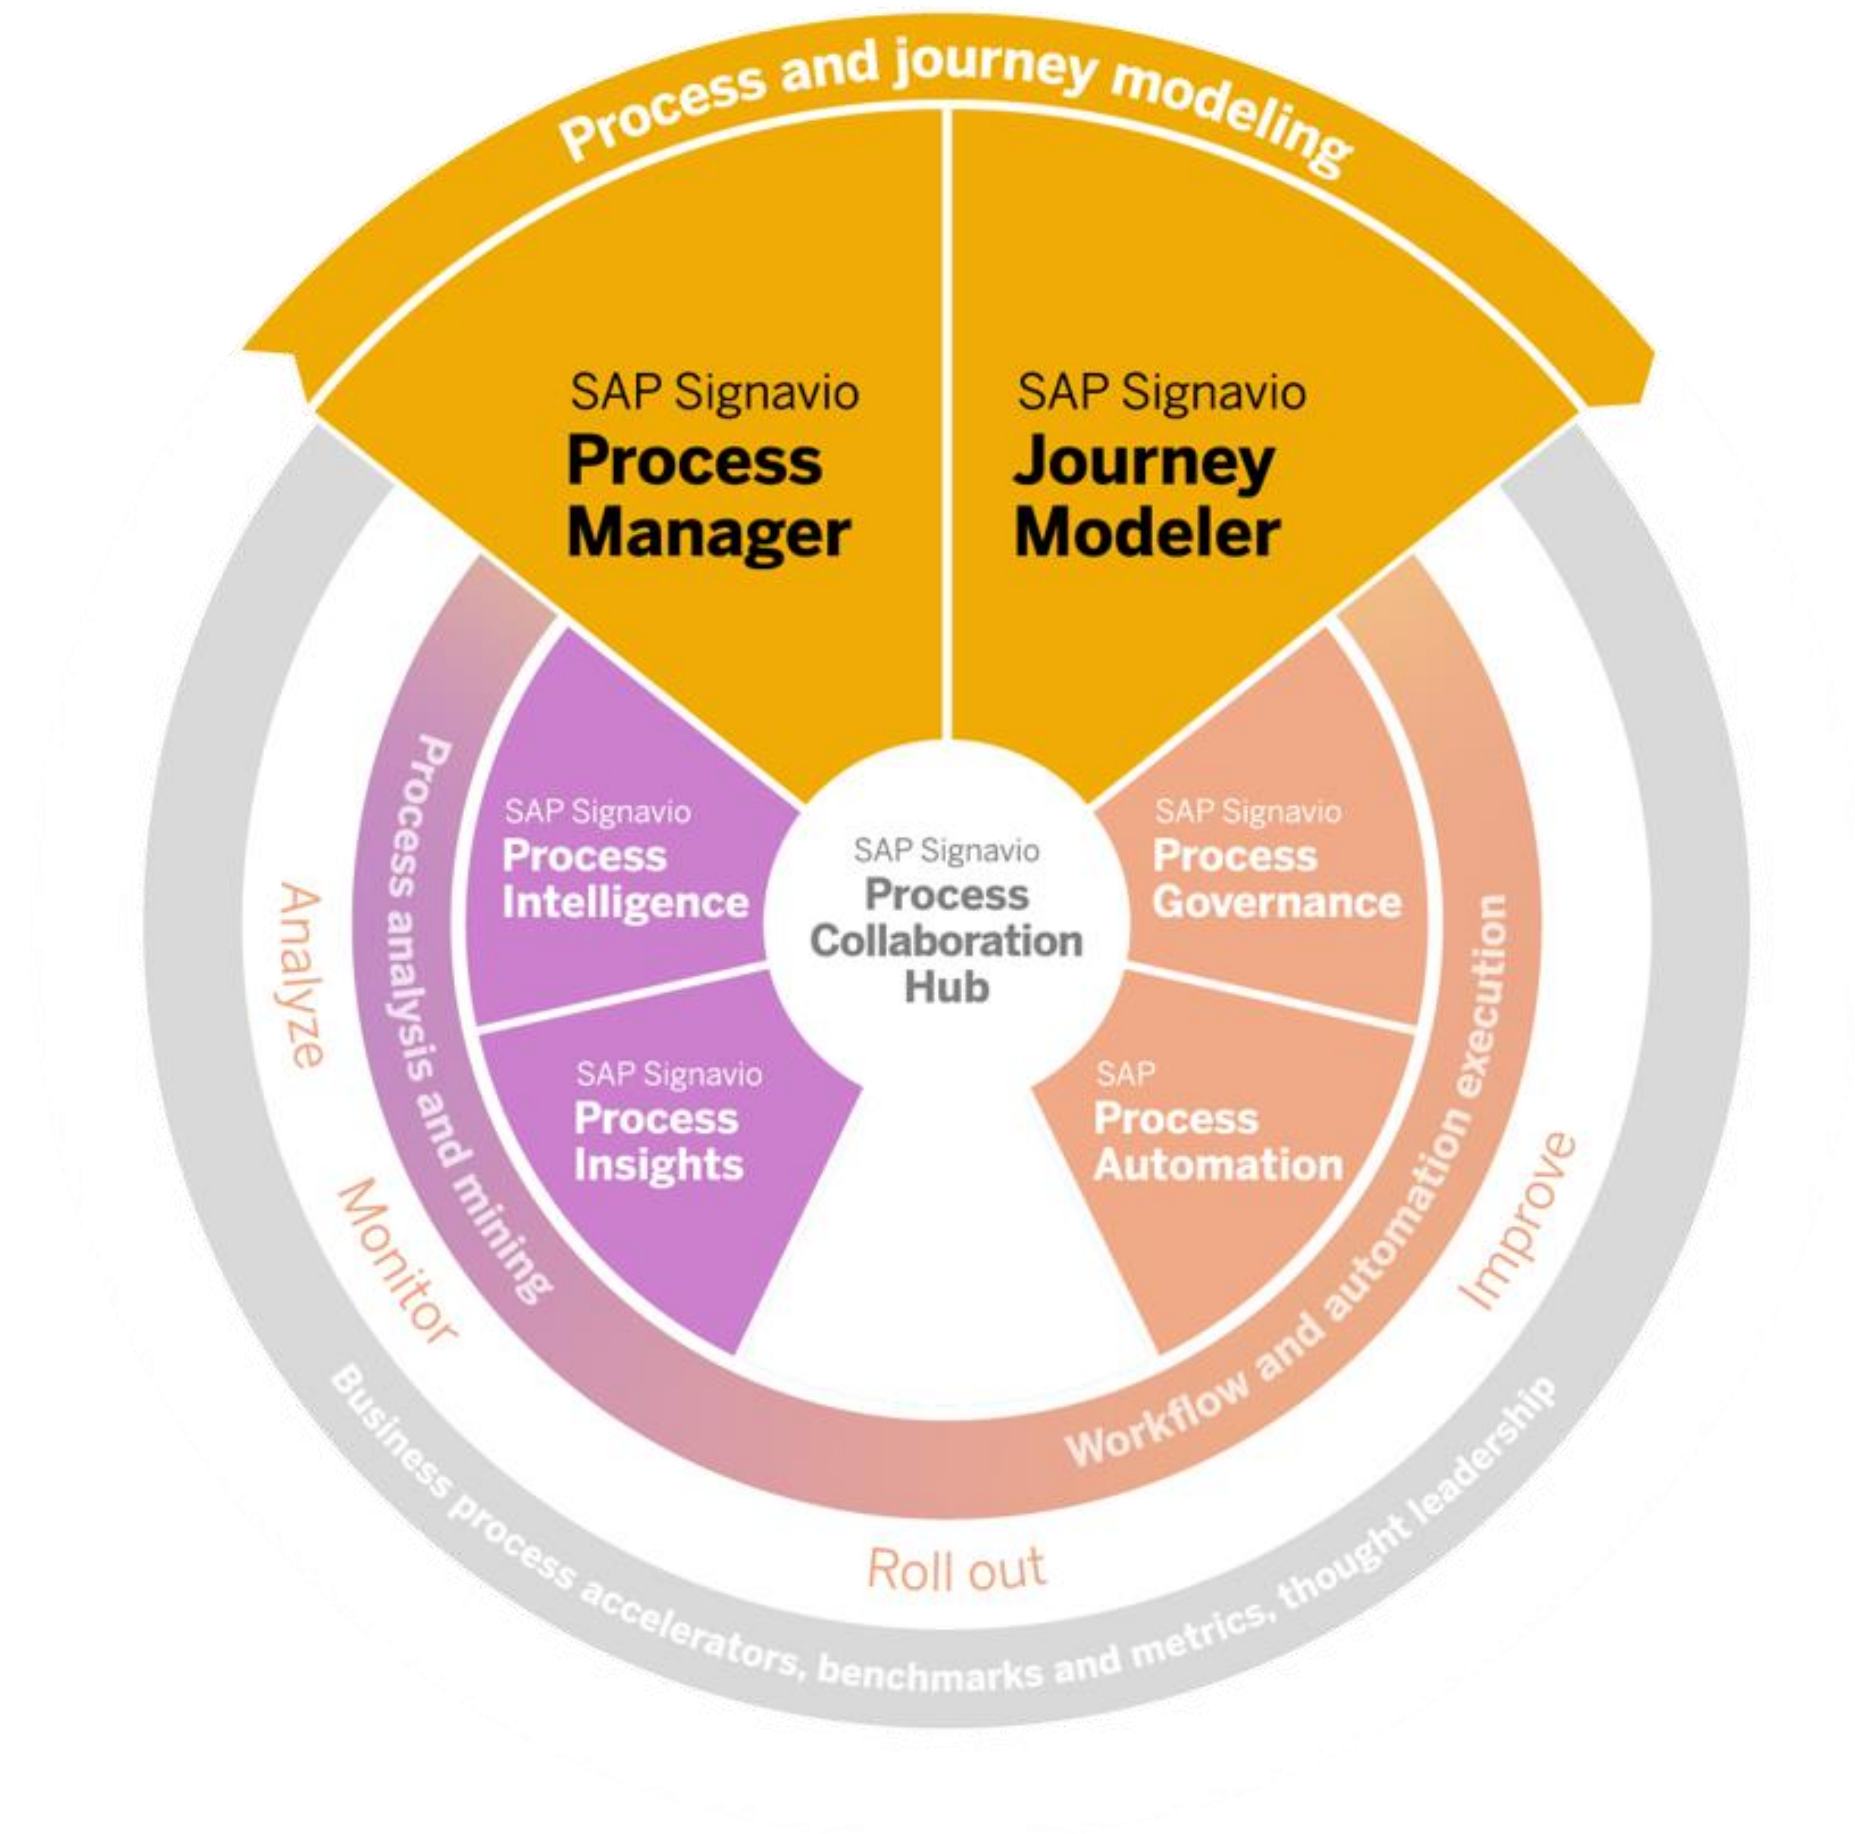 Process and journey modeling
SAP Signavio
Process
Manager
SAP Signavio
Journey
Modeler
Process analysis and mining
SAP Signavio
Process
Intelligence
SAP Signavio
Process
Insights
SAP Signavio
Process
Collaboration
Hub
SAP Signavio
Process
Governance
SAP
Process
Automation
Workflow and automation execution
Analyze
Monitor
Roll out
Improve
Business process accelerators, benchmarks and metrics, thought leadership